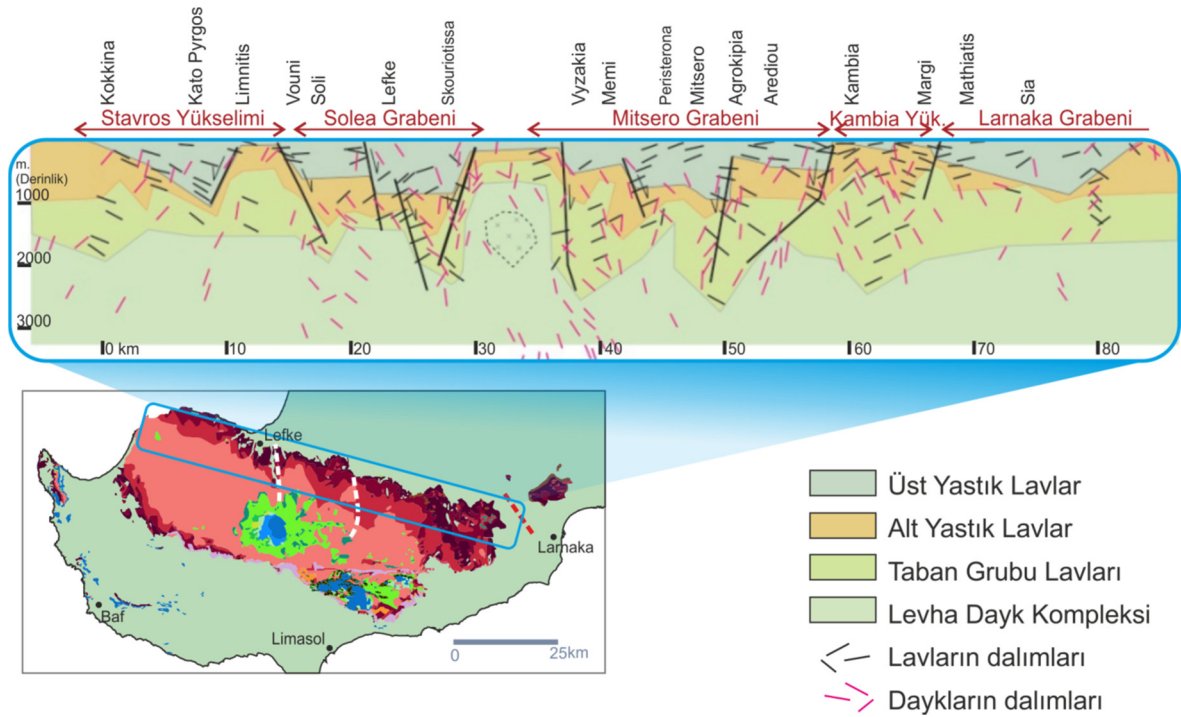 Kokkina
Kato Pyrgos
Limnitis
Vouni
Soli
Lefke
Skouriotissa
Vyzakia
Memi
Peristerona
Mitsero
Agrokipia
Arediou
Kambia
Margi
Mathiatis
Sia
Stavros Yükselimi
Solea Grabeni
Mitsero Grabeni
Kambia Yük.
Larnaka Grabeni
m.
(Derinlik)
1000
2000
3000
0 km
10
20
30
40
50
60
70
80
Lefke
Larnaka
Baf
Limasol
0
25km
Üst Yastık Lavlar
Alt Yastık Lavlar
Taban Grubu Lavları
Levha Dayk Kompleksi
Lavların dalımları
Daykların dalımları